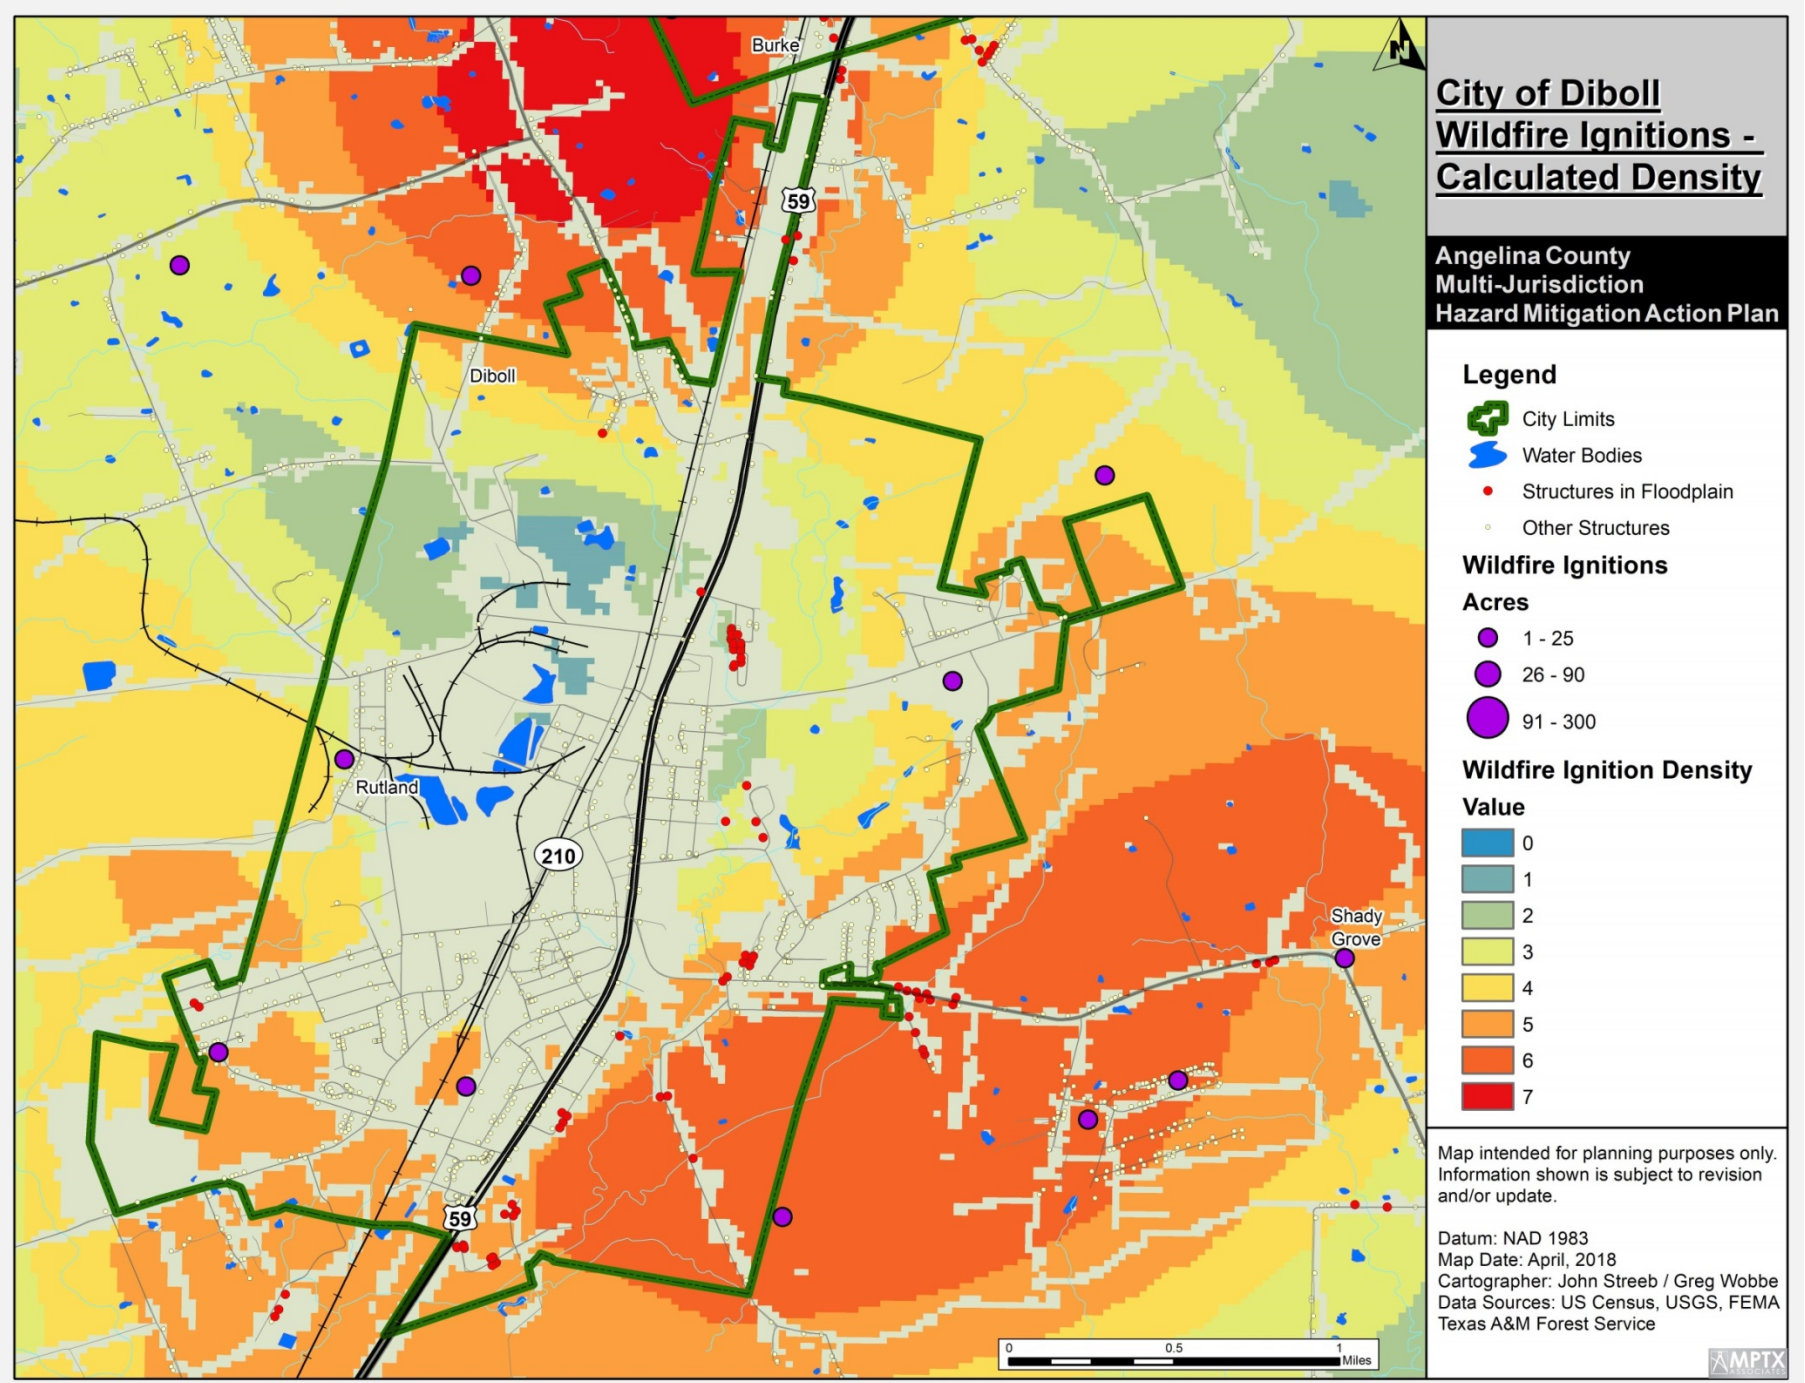 Burke
59
Diboll
Rutland
210
Shady
Grove
59
N
0 0.5 1
Miles
City of Diboll
Wildfire Ignitions -
Calculated Density
Angelina County
Multi-Jurisdiction
Hazard Mitigation Action Plan
Legend
City Limits
Water Bodies
Structures in Floodplain
Other Structures
Wildfire Ignitions
Acres
1 - 25
26 - 90
91 - 300
Wildfire Ignition Density
Value
0
1
2
3
4
5
6
7
Map intended for planning purposes only.
Information shown is subject to revision
and/or update.
Datum: NAD 1983
Map Date: April, 2018
Cartographer: John Streeb / Greg Wobbe
Data Sources: US Census, USGS, FEMA
Texas A&M Forest Service
MPTX
ASSOCIATES